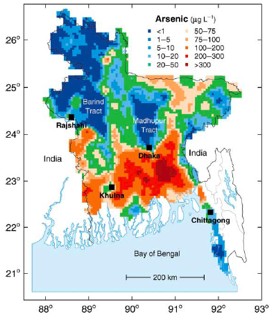 Arsenic (µg L⁻¹)
<1 50–75
1–5 75–100
5–10 100–200
10–20 200–300
20–50 >300
26°
25°
24°
23°
22°
21°
Barind
Tract
Madhupur
Tract
Rajshahi
Dhaka
India
India
Khulna
Chittagong
Bay of Bengal
200 km
88° 89° 90° 91° 92° 93°